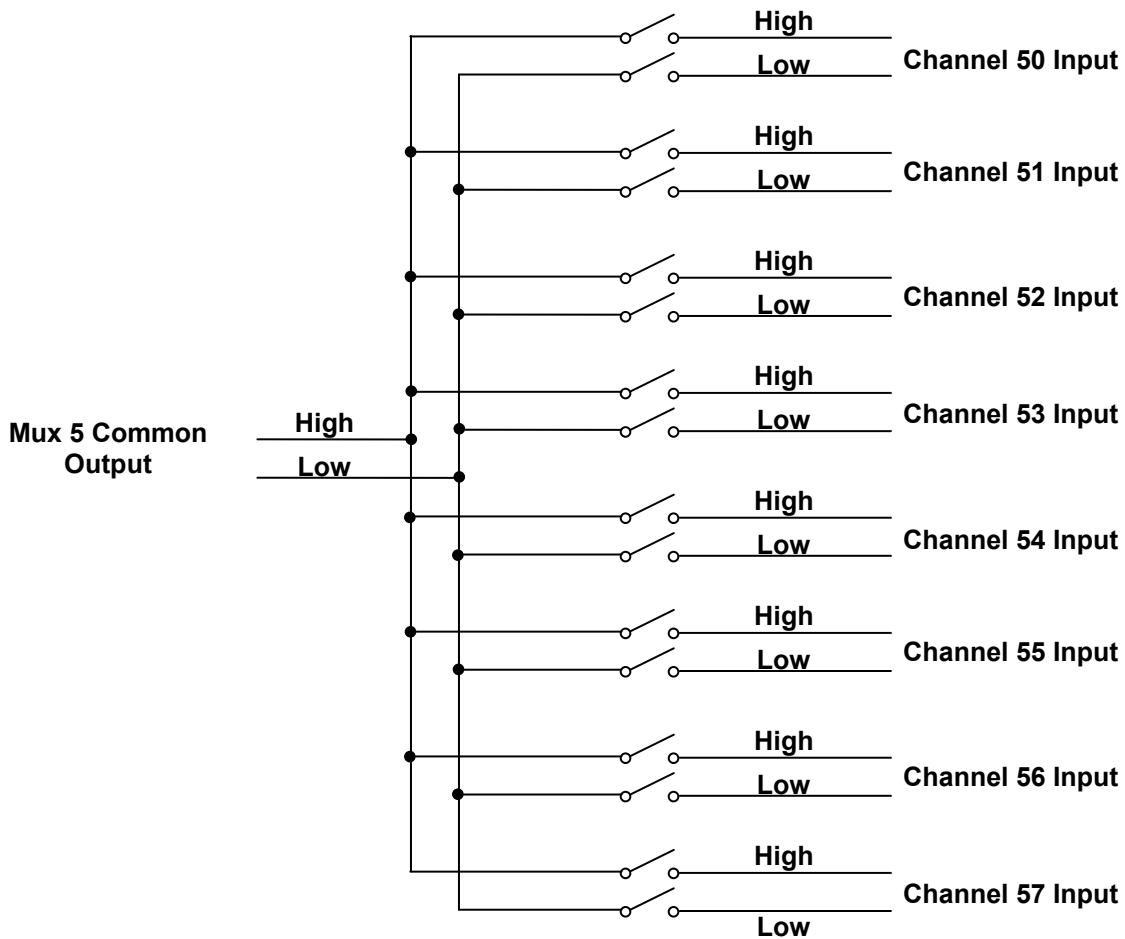 High
Low
Channel 50 Input
High
Low
Channel 51 Input
High
Low
Channel 52 Input
High
Low
Channel 53 Input
Mux 5 Common
Output
High
Low
High
Low
Channel 54 Input
High
Low
Channel 55 Input
High
Low
Channel 56 Input
High
Low
Channel 57 Input